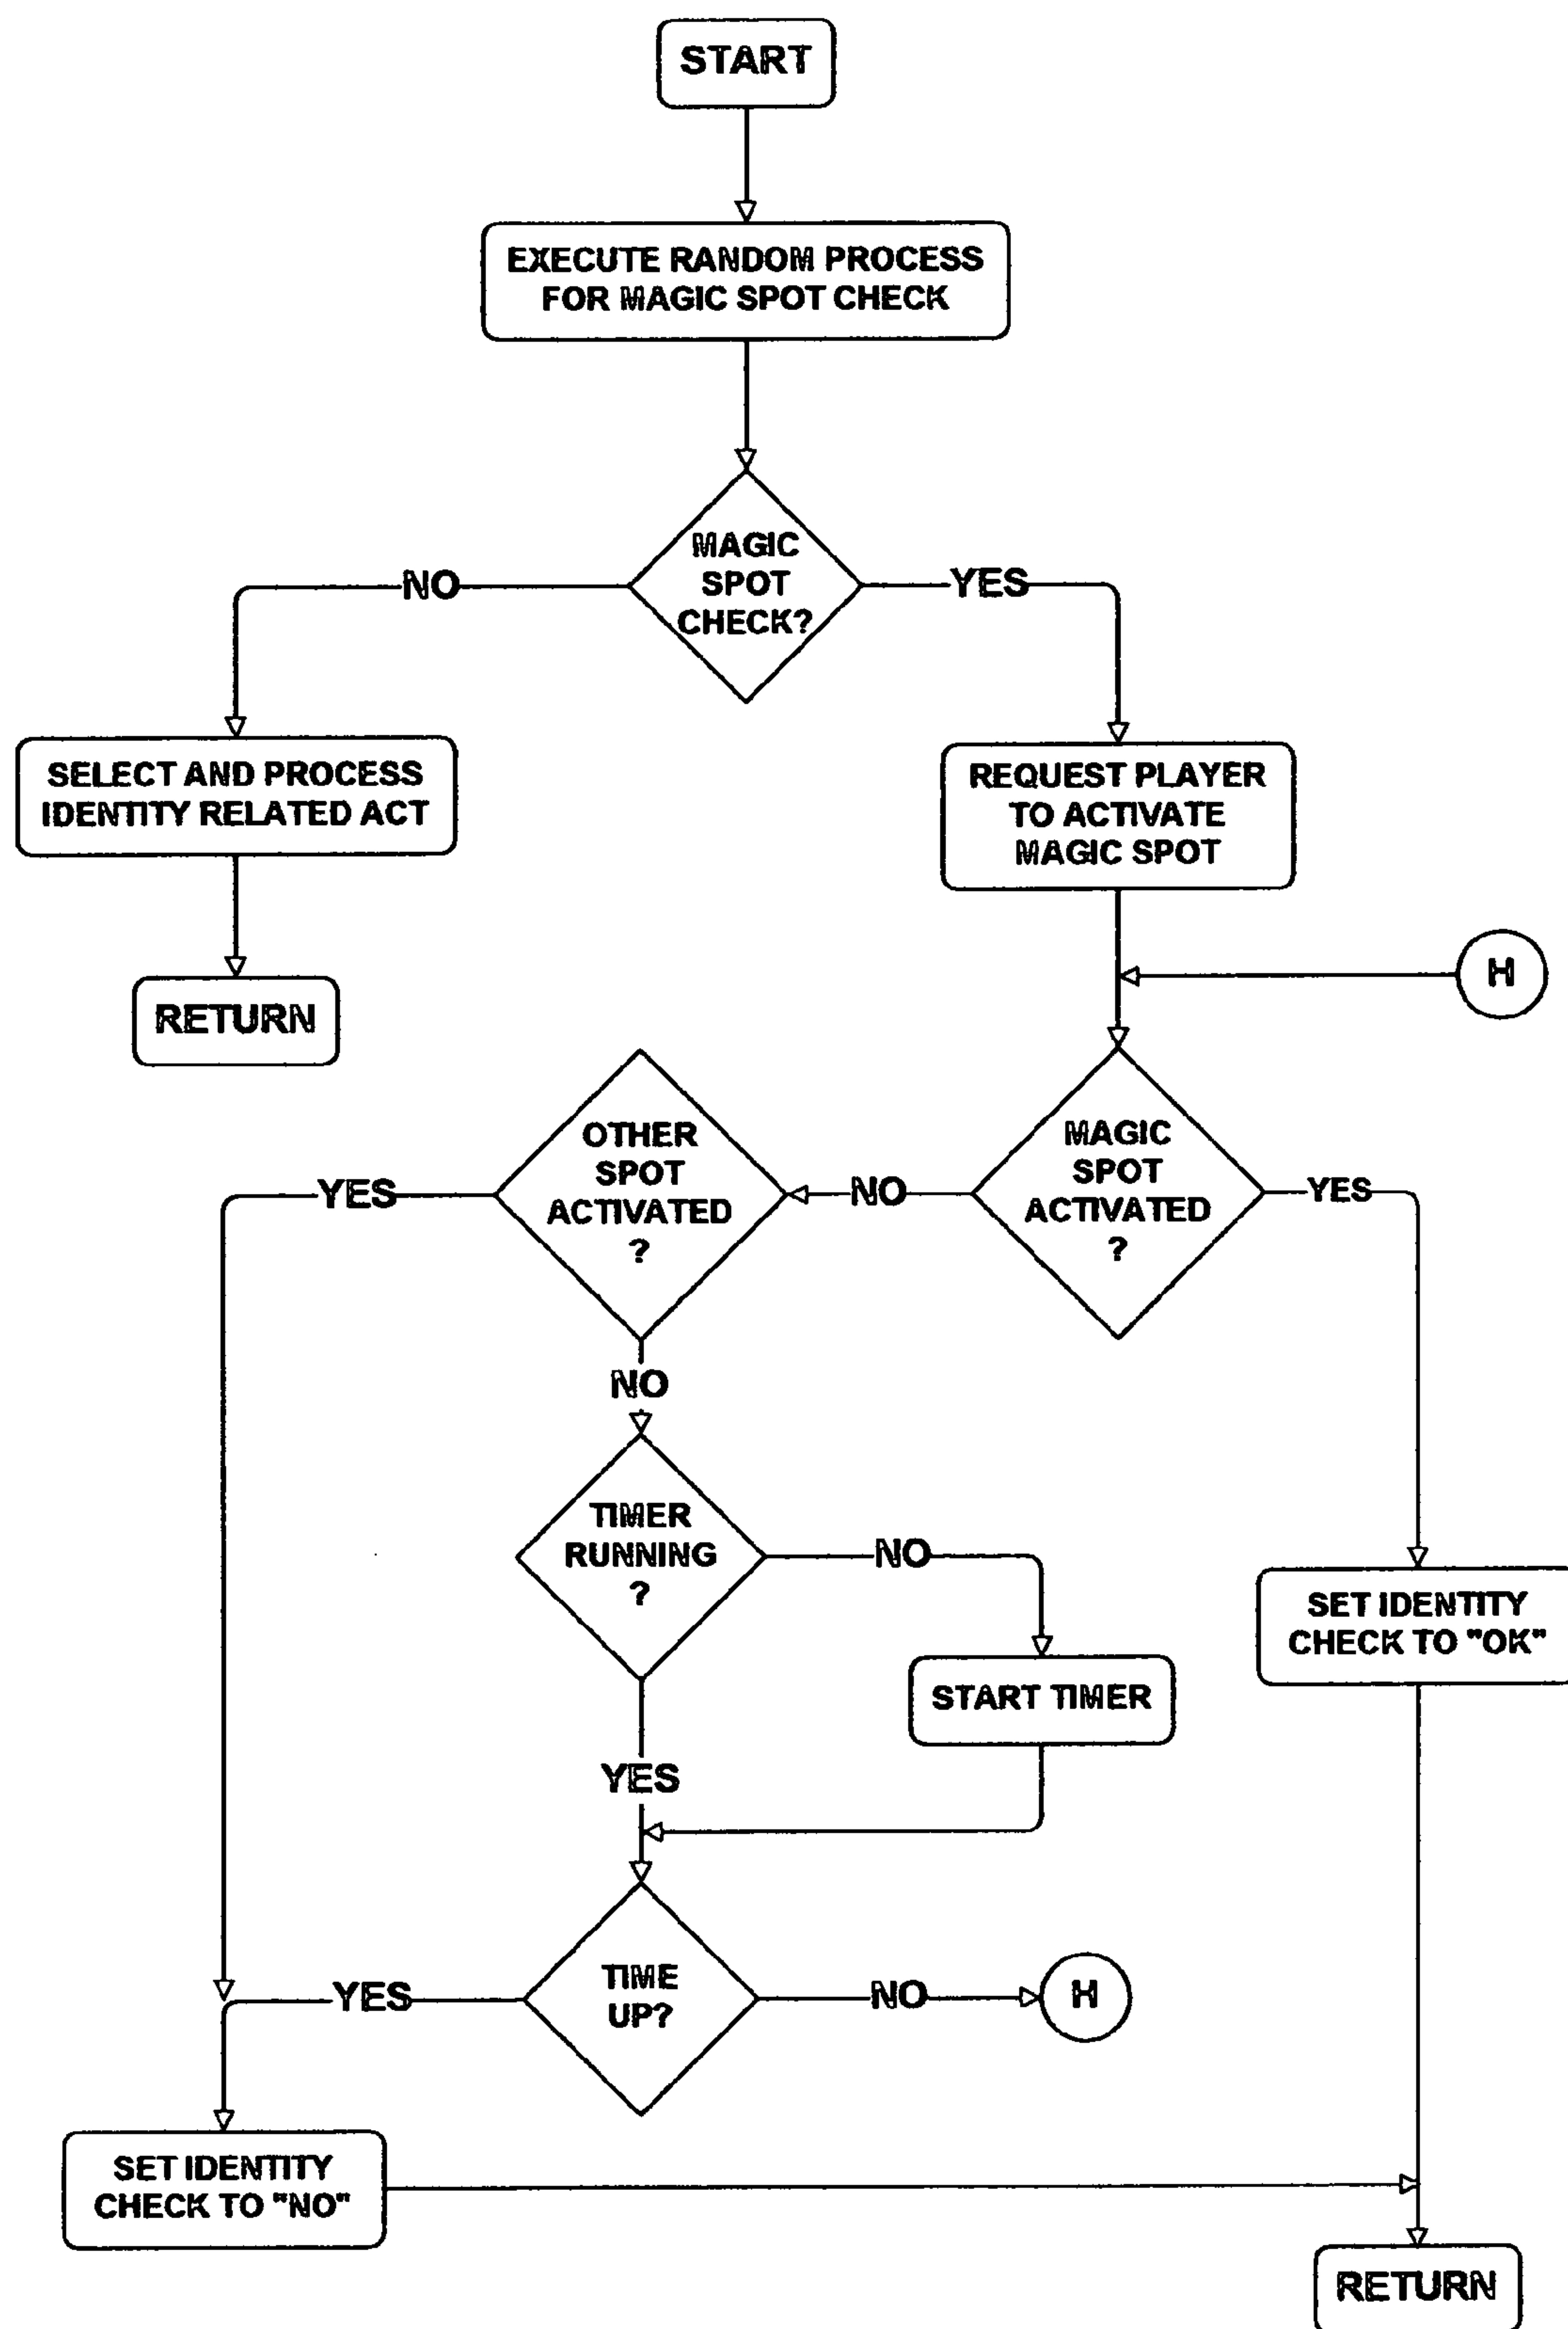 START
EXECUTE RANDOM PROCESS
FOR MAGIC SPOT CHECK
MAGIC
SPOT
CHECK?
NO
YES
SELECT AND PROCESS
IDENTITY RELATED ACT
RETURN
REQUEST PLAYER
TO ACTIVATE
MAGIC SPOT
H
MAGIC
SPOT
ACTIVATED
?
NO
YES
OTHER
SPOT
ACTIVATED
?
YES
NO
TIMER
RUNNING
?
NO
START TIMER
YES
SET IDENTITY
CHECK TO "OK"
TIME
UP?
YES
NO
H
SET IDENTITY
CHECK TO "NO"
RETURN